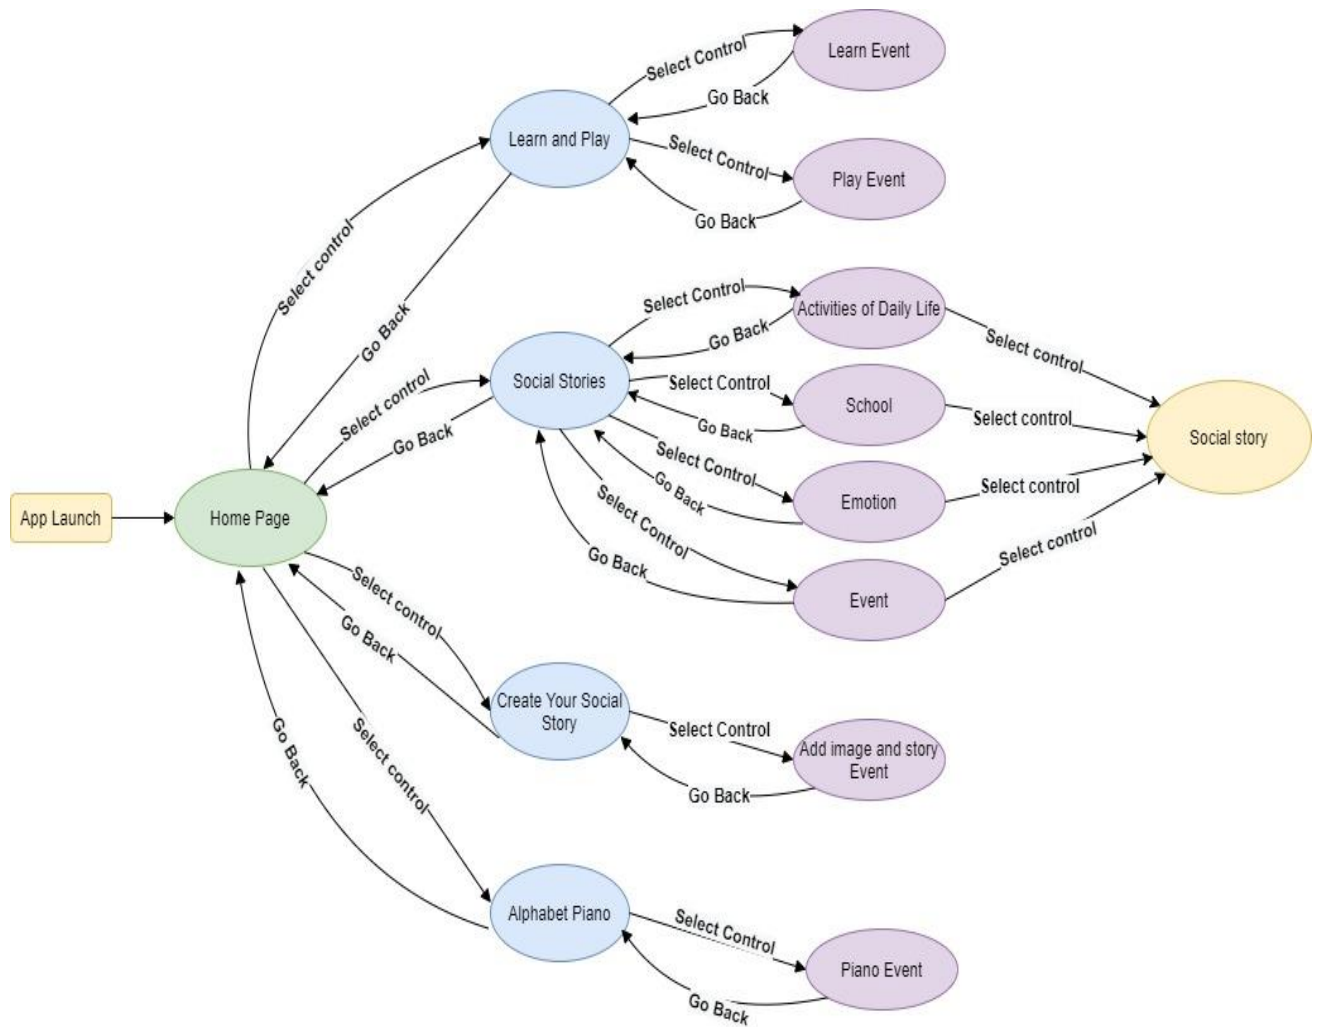 Learn Event
Select Control
Go Back
Learn and Play
Select Control
Play Event
Go Back
Select control
Go Back
Select Control
Activities of Daily Life
Go Back
Select control
Social Stories
Select Control
School
Go Back
Select control
Social story
Select control
Go Back
Select Control
Emotion
Go Back
Select control
Select Control
Go Back
Event
Select control
App Launch
Home Page
Select control
Go Back
Create Your Social
Story
Select Control
Add image and story
Event
Go Back
Select control
Go Back
Alphabet Piano
Select Control
Piano Event
Go Back